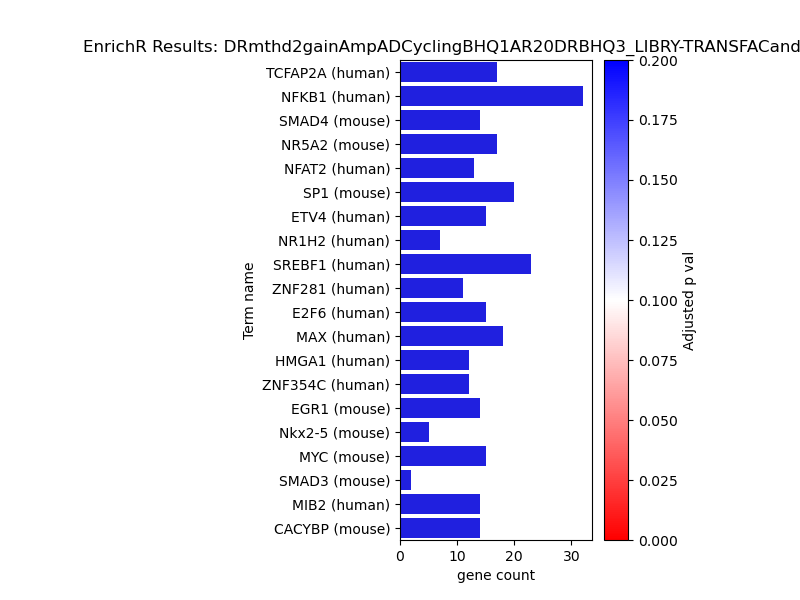 EnrichR Results: DRmthd2gainAmpADCyclingBHQ1AR20DRBHQ3_LIBRY-TRANSFACand
TCFAP2A (human)
NFKB1 (human)
SMAD4 (mouse)
NR5A2 (mouse)
NFAT2 (human)
SP1 (mouse)
ETV4 (human)
NR1H2 (human)
SREBF1 (human)
ZNF281 (human)
E2F6 (human)
MAX (human)
HMGA1 (human)
ZNF354C (human)
EGR1 (mouse)
Nkx2-5 (mouse)
MYC (mouse)
SMAD3 (mouse)
MIB2 (human)
CACYBP (mouse)
Term name
0 10 20 30
gene count
0.200
0.175
0.150
0.125
0.100
0.075
0.050
0.025
0.000
Adjusted p val